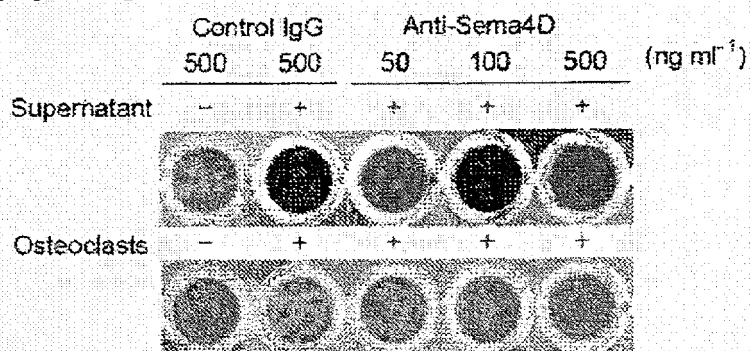 Control IgG Anti-Sema4D
500 500 50 100 500 (ng ml⁻¹)
Supernatant − + + + +
Osteoclasts − + + + +